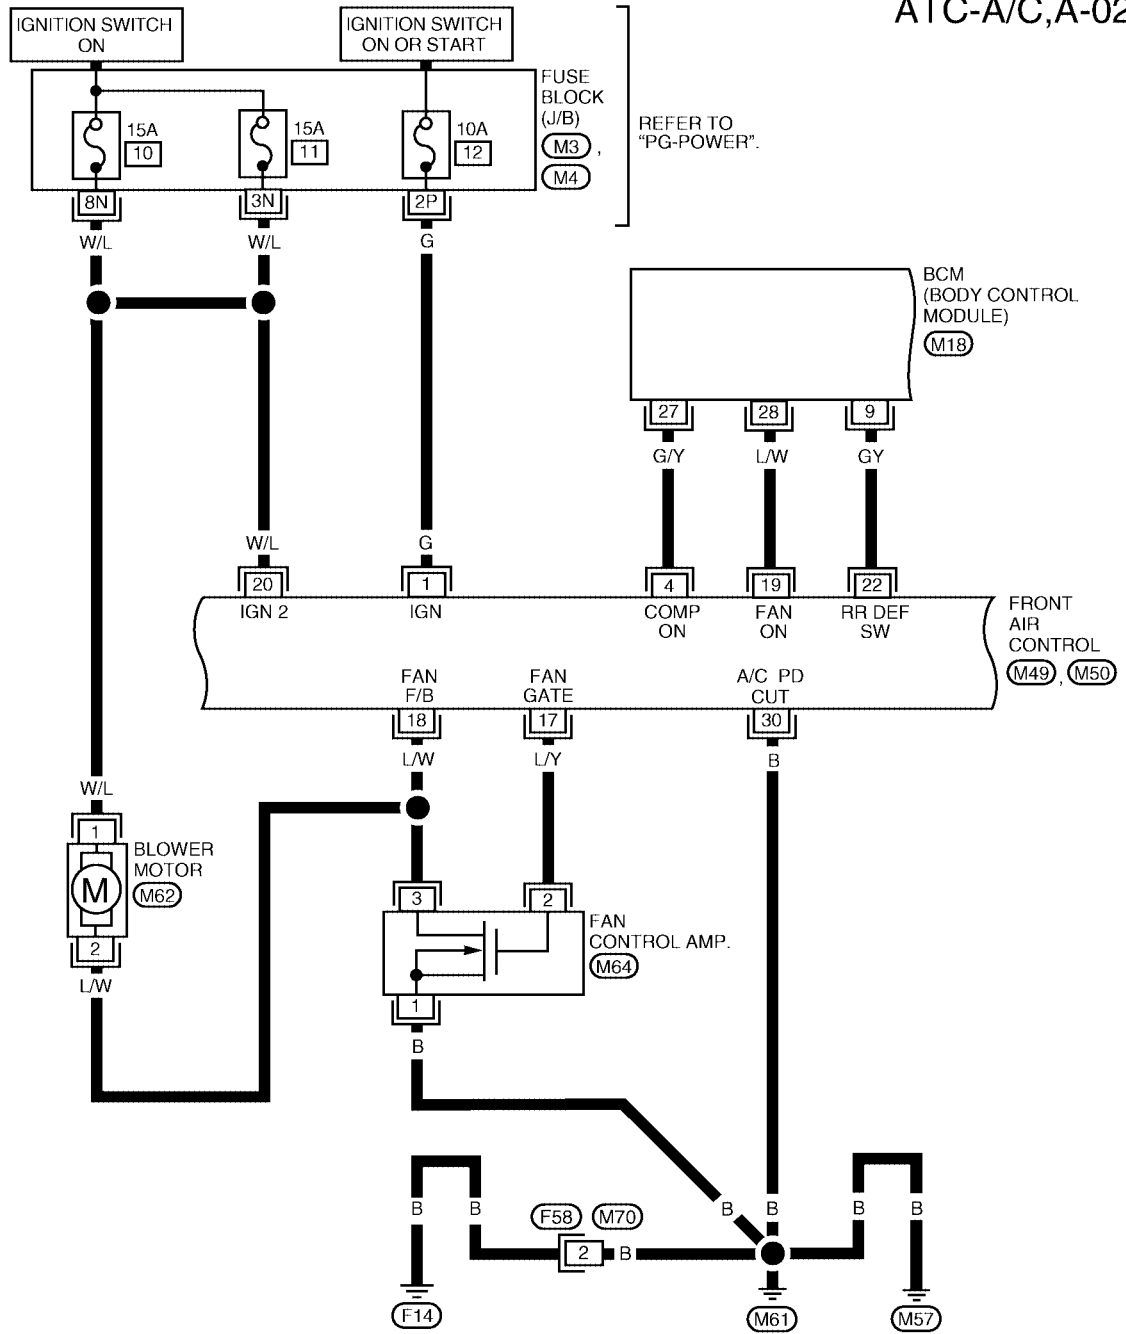 ATC-A/C,A-02
IGNITION SWITCH
ON
IGNITION SWITCH
ON OR START
FUSE
BLOCK
(J/B)
M3 ,
M4
REFER TO
"PG-POWER".
15A
10
15A
11
10A
12
8N
3N
2P
W/L
W/L
G
BCM
(BODY CONTROL
MODULE)
M18
27
28
9
G/Y
L/W
GY
W/L
G
20
1
4
19
22
IGN 2
IGN
COMP
ON
FAN
ON
RR DEF
SW
FRONT
AIR
CONTROL
M49 , M50
FAN
F/B
FAN
GATE
A/C PD
CUT
18
17
30
L/W
L/Y
B
W/L
1
BLOWER
MOTOR
M62
M
2
L/W
3
2
FAN
CONTROL AMP.
M64
1
B
B
B
F58
M70
2
B
B
B
B
B
F14
M61
M57